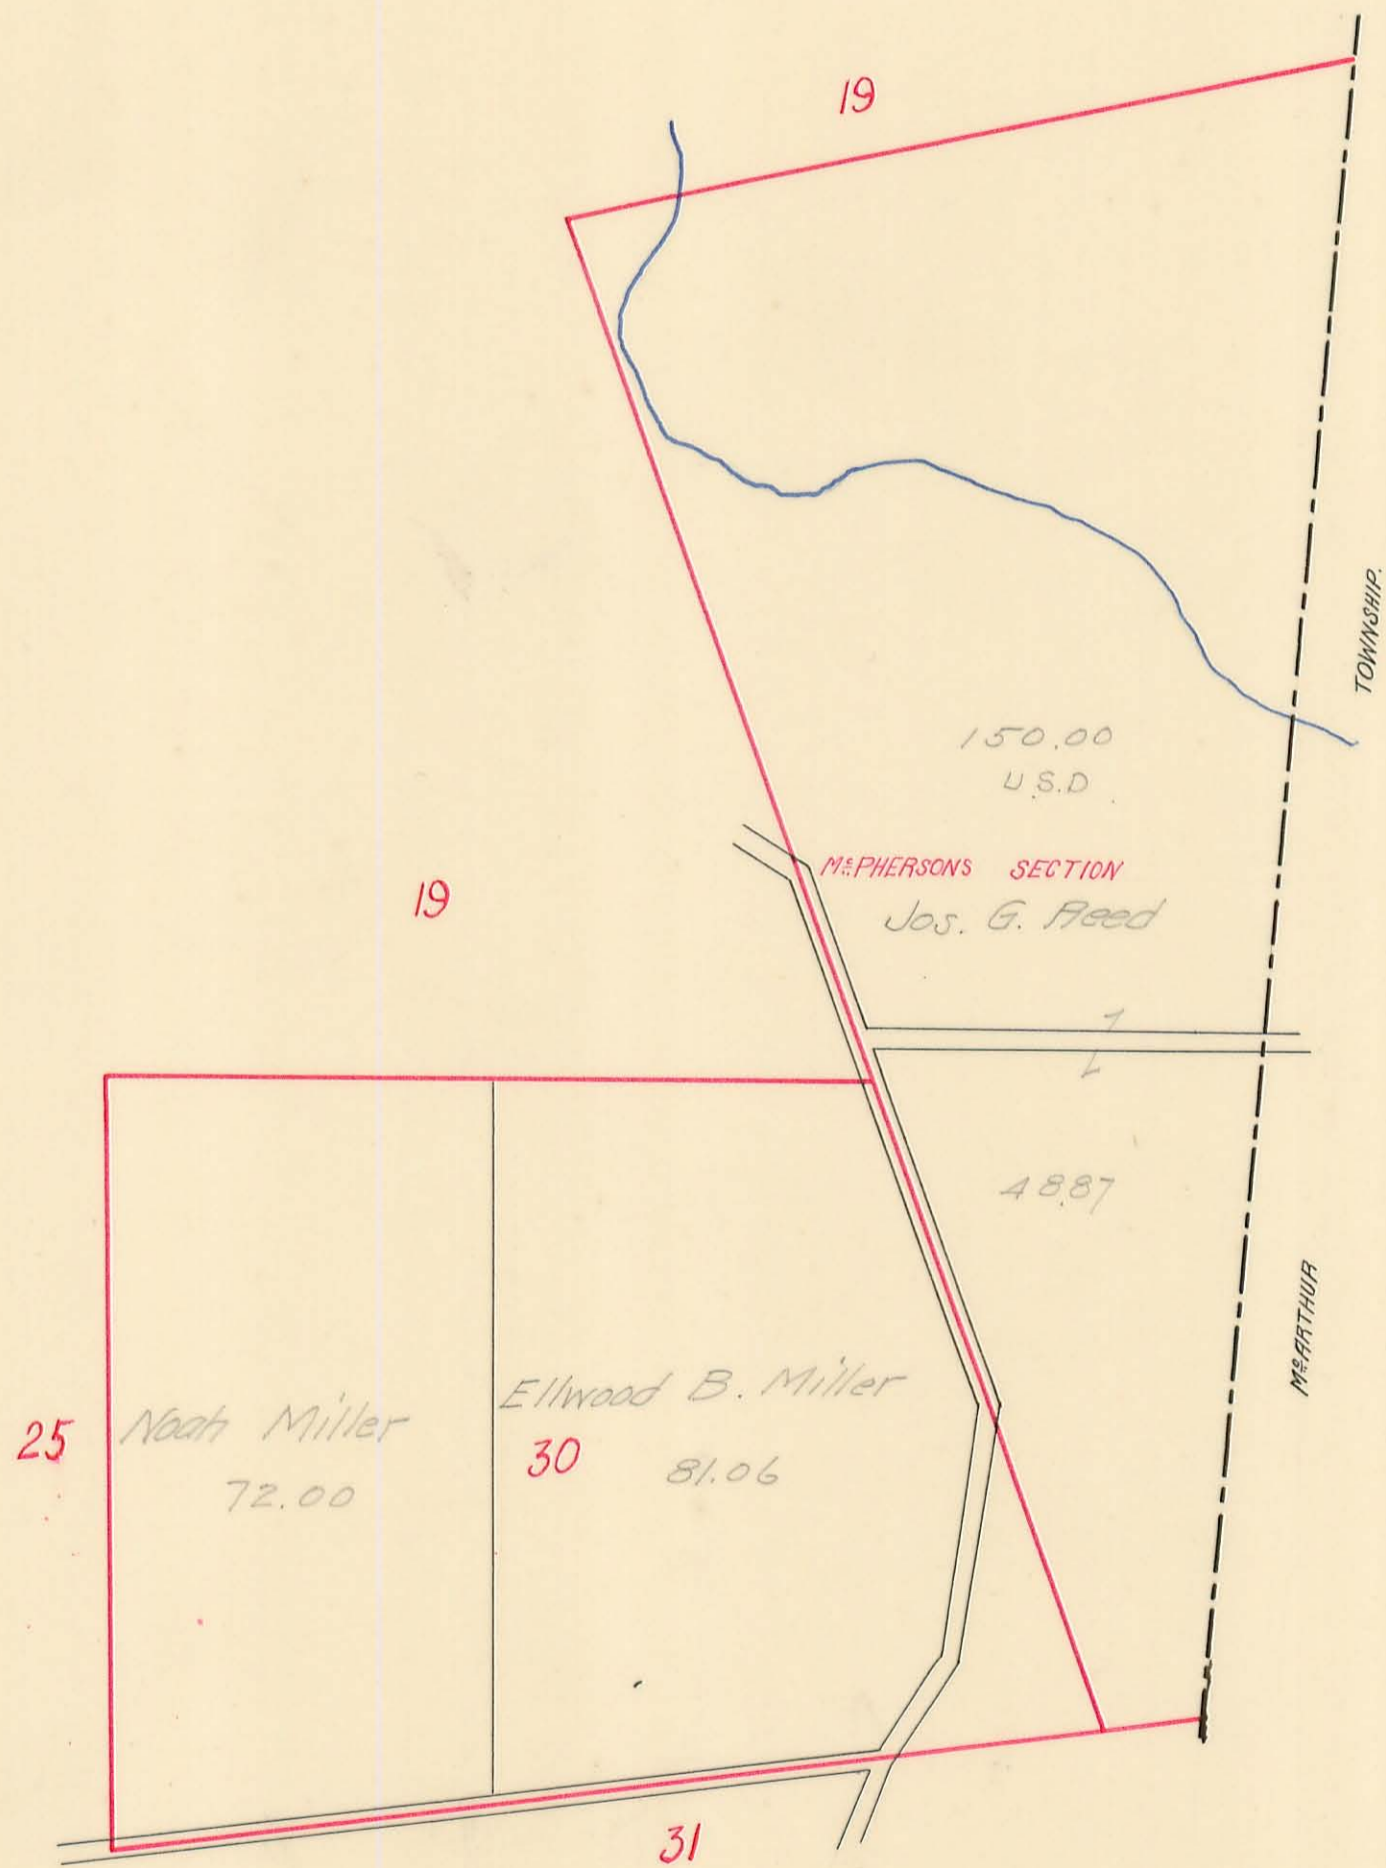 19
TOWNSHIP.
150.00
U.S.D.
McPHERSONS SECTION
Jos. G. Reed
19
48.87
McARTHUR
Noah Miller
72.00
Ellwood B. Miller
30
81.06
25
31